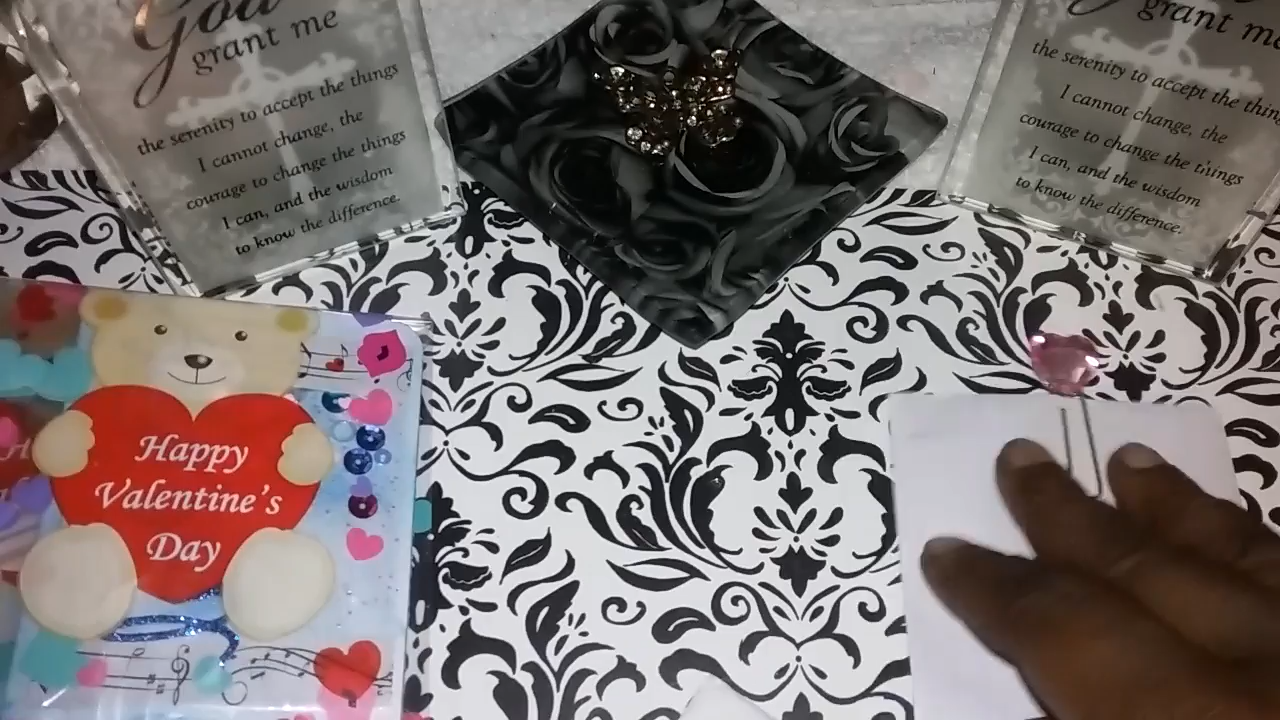 God
grant me
the serenity to accept the things
I cannot change, the
courage to change the things
I can, and the wisdom
to know the difference.
grant me
the serenity to accept the thin
I cannot change, the
courage to change the things
I can, and the wisdom
to know the difference.
Happy
Valentine's
Day